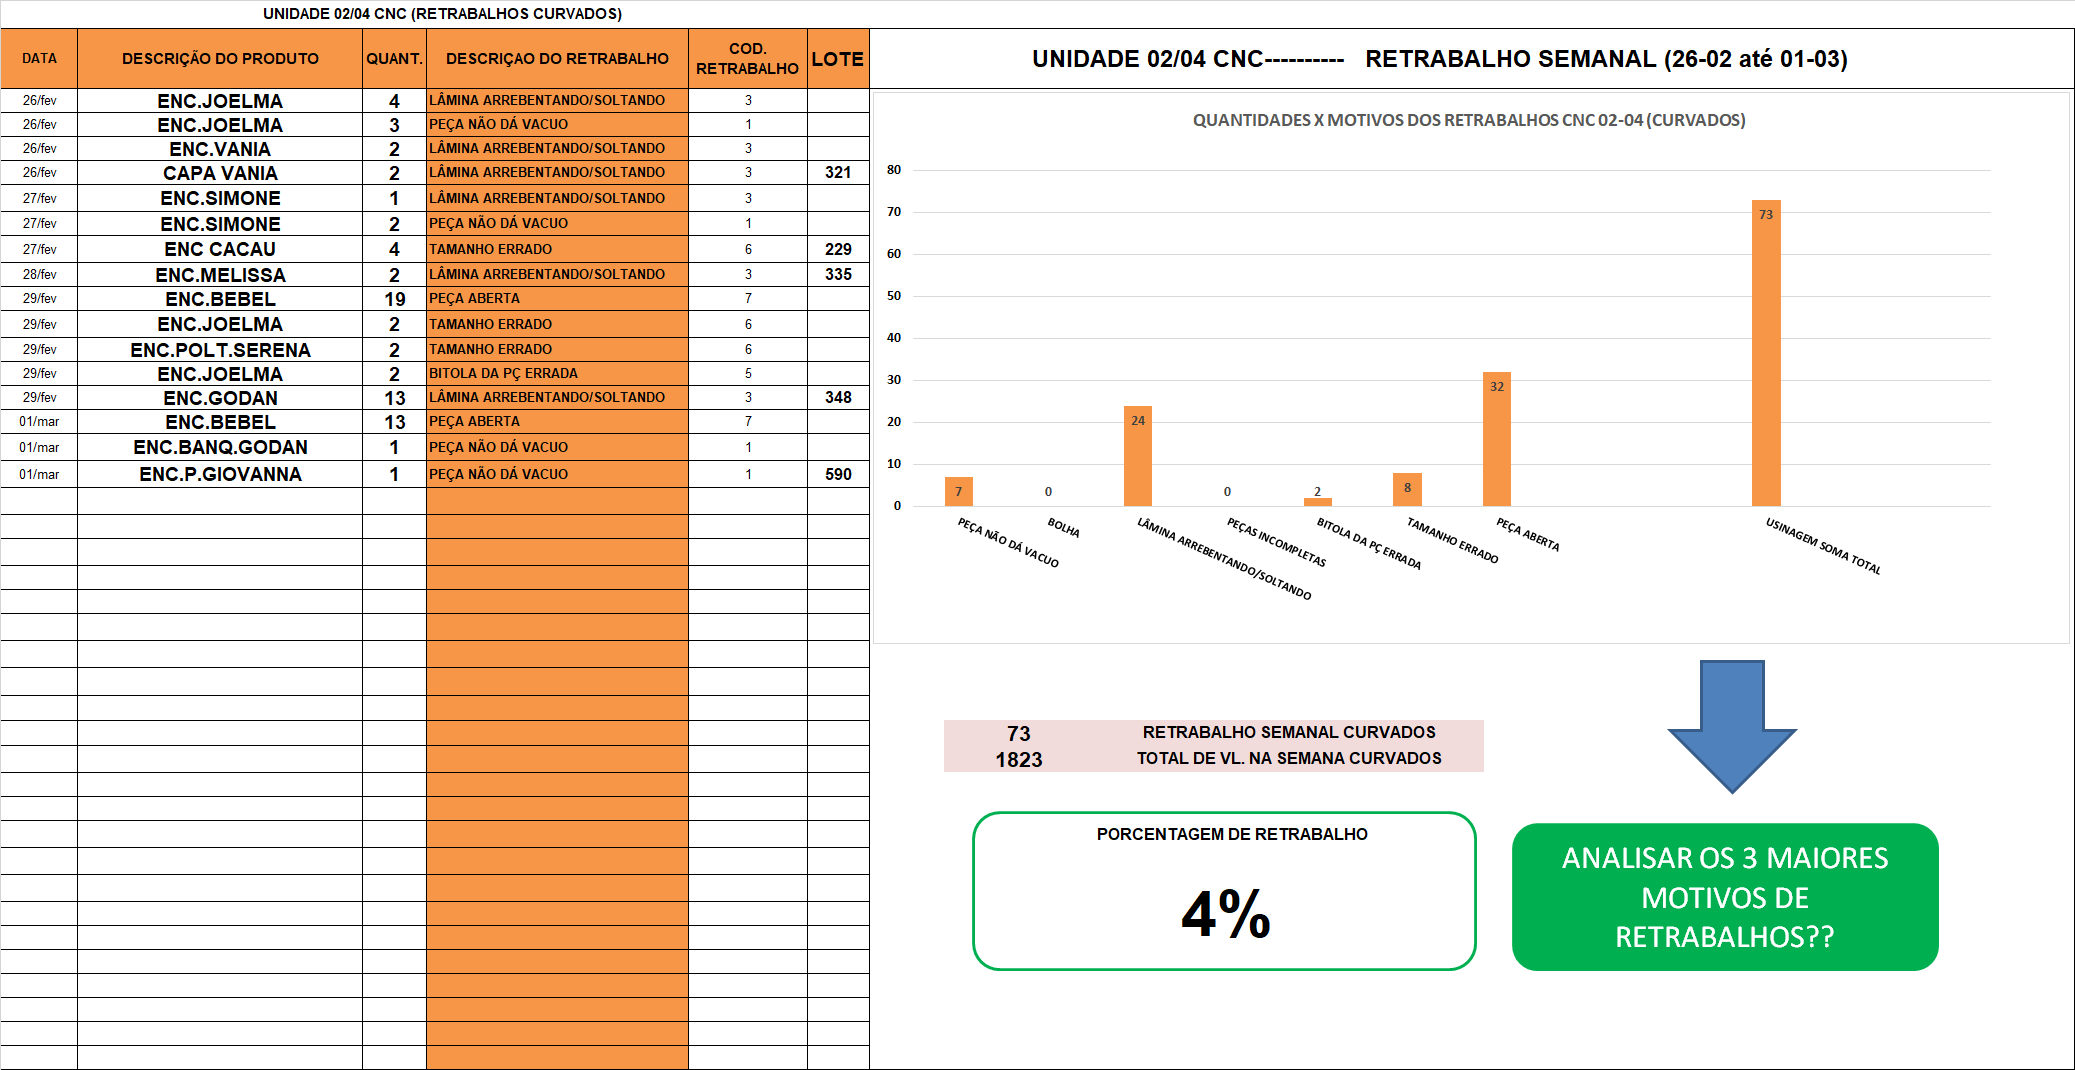 UNIDADE 02/04 CNC (RETRABALHOS CURVADOS)
DATA DESCRIÇÃO DO PRODUTO QUANT. DESCRIÇAO DO RETRABALHO COD. RETRABALHO LOTE
26/fev ENC.JOELMA 4 LÂMINA ARREBENTANDO/SOLTANDO 3
26/fev ENC.JOELMA 3 PEÇA NÃO DÁ VACUO 1
26/fev ENC.VANIA 2 LÂMINA ARREBENTANDO/SOLTANDO 3
26/fev CAPA VANIA 2 LÂMINA ARREBENTANDO/SOLTANDO 3 321
27/fev ENC.SIMONE 1 LÂMINA ARREBENTANDO/SOLTANDO 3
27/fev ENC.SIMONE 2 PEÇA NÃO DÁ VACUO 1
27/fev ENC CACAU 4 TAMANHO ERRADO 6 229
28/fev ENC.MELISSA 2 LÂMINA ARREBENTANDO/SOLTANDO 3 335
29/fev ENC.BEBEL 19 PEÇA ABERTA 7
29/fev ENC.JOELMA 2 TAMANHO ERRADO 6
29/fev ENC.POLT.SERENA 2 TAMANHO ERRADO 6
29/fev ENC.JOELMA 2 BITOLA DA PÇ ERRADA 5
29/fev ENC.GODAN 13 LÂMINA ARREBENTANDO/SOLTANDO 3 348
01/mar ENC.BEBEL 13 PEÇA ABERTA 7
01/mar ENC.BANQ.GODAN 1 PEÇA NÃO DÁ VACUO 1
01/mar ENC.P.GIOVANNA 1 PEÇA NÃO DÁ VACUO 1 590
UNIDADE 02/04 CNC---------- RETRABALHO SEMANAL (26-02 até 01-03)
QUANTIDADES X MOTIVOS DOS RETRABALHOS CNC 02-04 (CURVADOS)
80
70
60
50
40
30
20
10
0
7
0
24
0
2
8
32
73
PEÇA NÃO DÁ VACUO
BOLHA
LÂMINA ARREBENTANDO/SOLTANDO
PEÇAS INCOMPLETAS
BITOLA DA PÇ ERRADA
TAMANHO ERRADO
PEÇA ABERTA
USINAGEM SOMA TOTAL
73 RETRABALHO SEMANAL CURVADOS
1823 TOTAL DE VL. NA SEMANA CURVADOS
PORCENTAGEM DE RETRABALHO
4%
ANALISAR OS 3 MAIORES
MOTIVOS DE
RETRABALHOS??